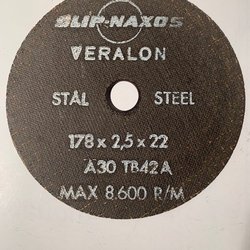 SLIP-NAXOS
VERALON
STÅL STEEL
178 x 2,5 x 22
A30 TB42A
MAX 8.600 R/M